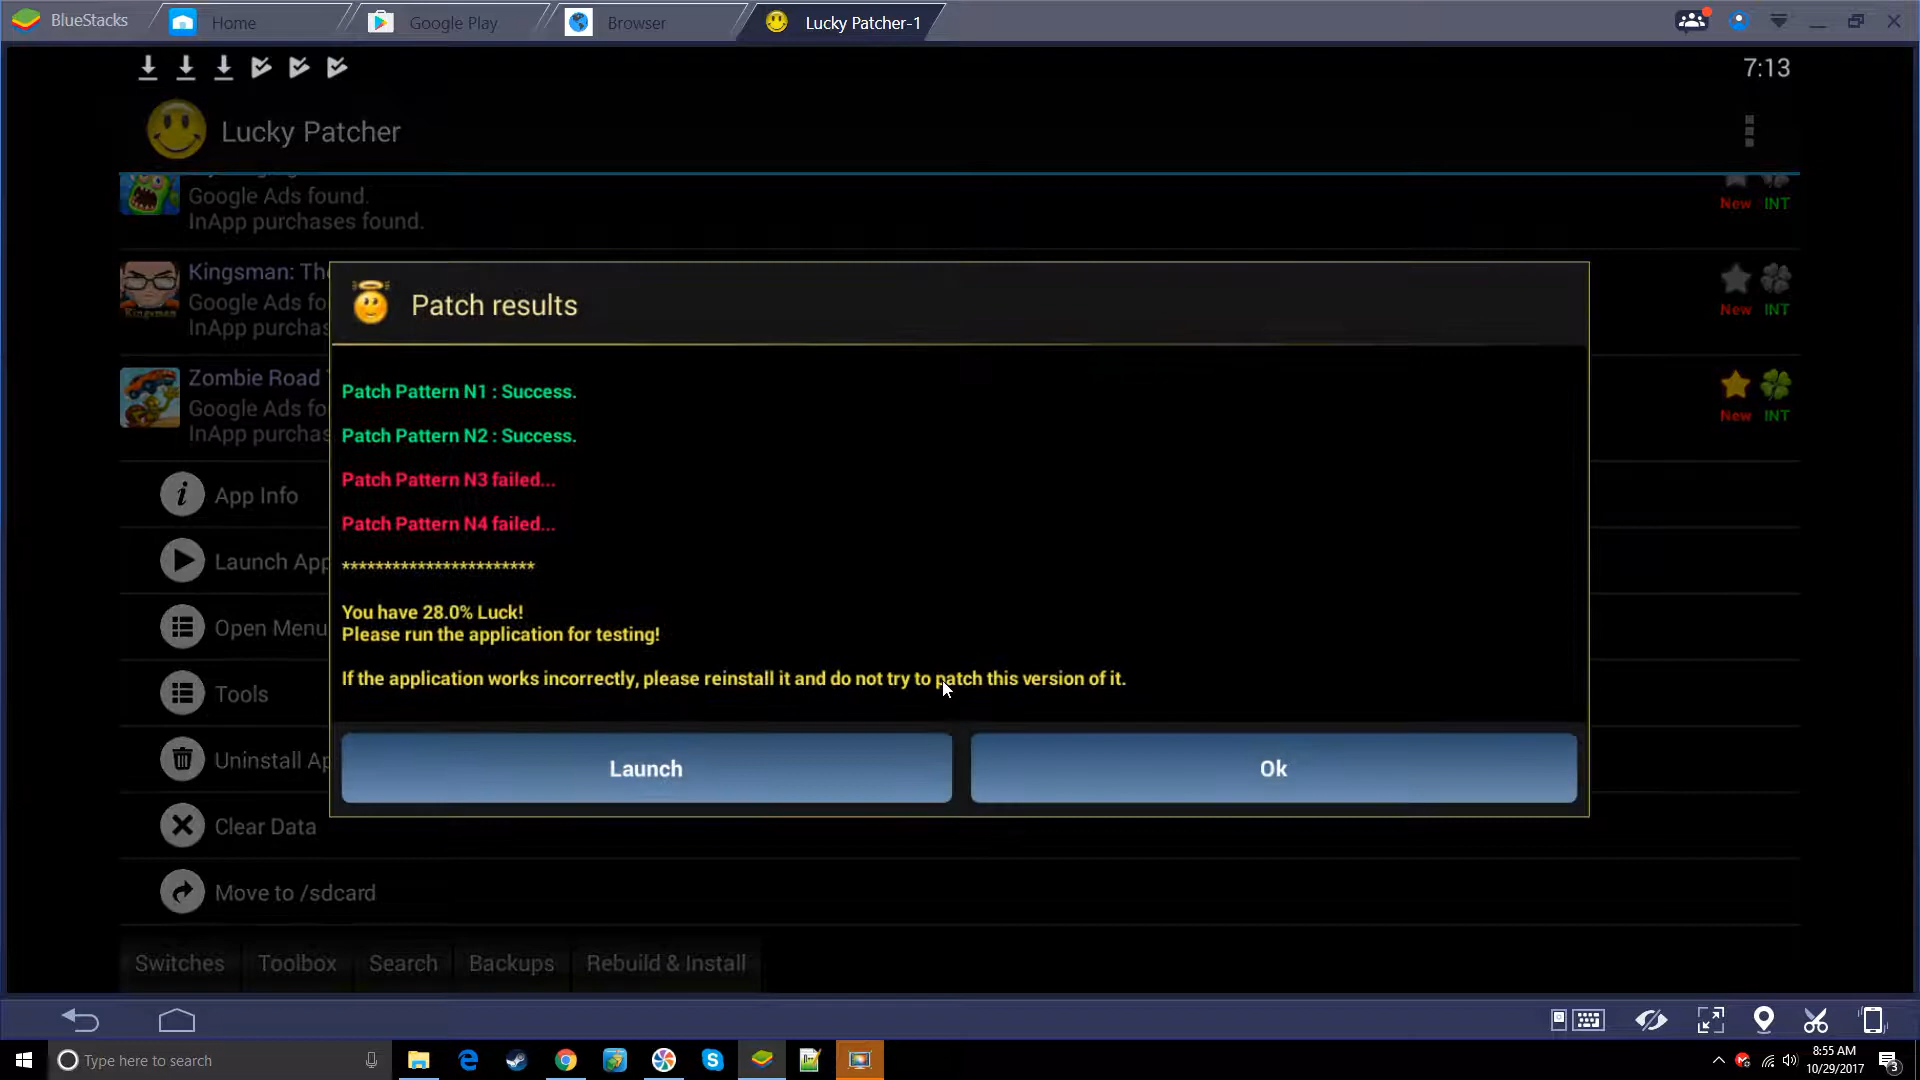 BlueStacks
Home
Google Play
Browser
Lucky Patcher-1
7:13
Lucky Patcher
Google Ads found.
InApp purchases found.
New INT
Kingsman: Th
Google Ads fo
InApp purchas
Kingsman
New INT
Zombie Road
Google Ads fo
InApp purchas
New INT
Patch results
Patch Pattern N1 : Success.
Patch Pattern N2 : Success.
Patch Pattern N3 failed...
Patch Pattern N4 failed...
***********************
You have 28.0% Luck!
Please run the application for testing!
If the application works incorrectly, please reinstall it and do not try to patch this version of it.
Launch
Ok
App Info
Launch App
Open Menu
Tools
Uninstall Ap
Clear Data
Move to /sdcard
Switches
Toolbox
Search
Backups
Rebuild & Install
Type here to search
8:55 AM
10/29/2017
3